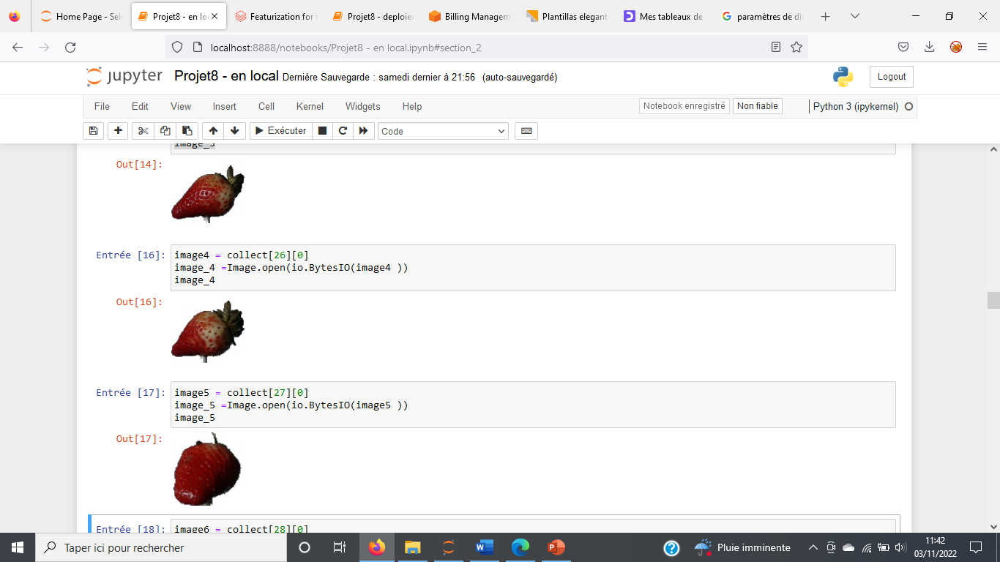 Home Page - Sele
Projet8 - en loc
Featurization for t
Projet8 - deploier
Billing Managem
Plantillas elegant
Mes tableaux de
paramètres de di
localhost:8888/notebooks/Projet8 - en local.ipynb#section_2
jupyter Projet8 - en local Dernière Sauvegarde : samedi dernier à 21:56 (auto-sauvegardé)
Logout
File Edit View Insert Cell Kernel Widgets Help
Notebook enregistré
Non fiable
Python 3 (ipykernel)
Exécuter
Code
image_3
Out[14]:
Entrée [16]:
image4 = collect[26][0]
image_4 =Image.open(io.BytesIO(image4 ))
image_4
Out[16]:
Entrée [17]:
image5 = collect[27][0]
image_5 =Image.open(io.BytesIO(image5 ))
image_5
Out[17]:
Entrée [18]:
image6 = collect[28][0]
Taper ici pour rechercher
Pluie imminente
11:42
03/11/2022